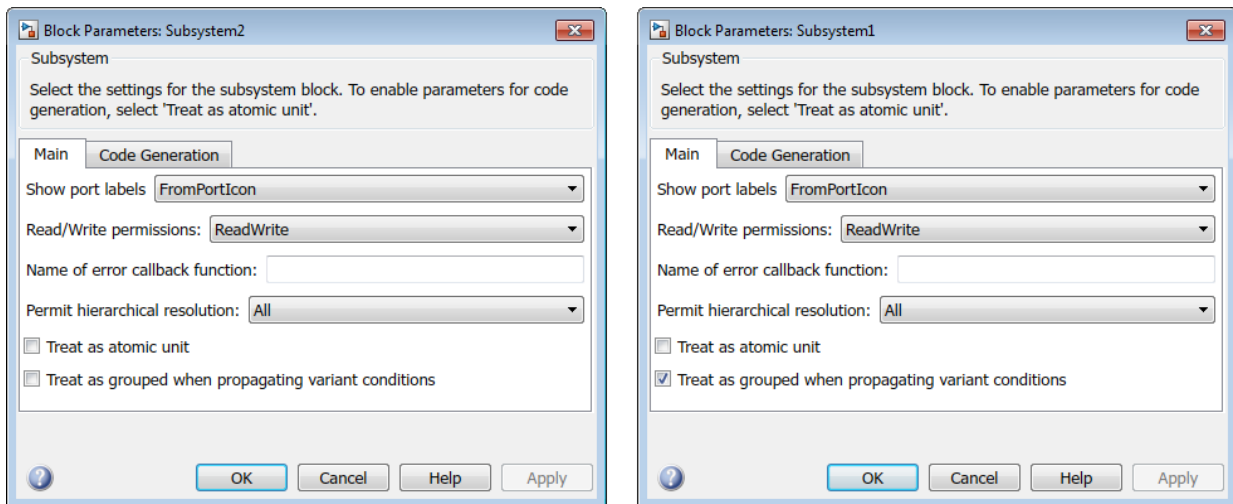 Block Parameters: Subsystem2
Subsystem
Select the settings for the subsystem block. To enable parameters for code
generation, select 'Treat as atomic unit'.
Main
Code Generation
Show port labels FromPortIcon
Read/Write permissions: ReadWrite
Name of error callback function:
Permit hierarchical resolution: All
Treat as atomic unit
Treat as grouped when propagating variant conditions
? OK Cancel Help Apply
Block Parameters: Subsystem1
Subsystem
Select the settings for the subsystem block. To enable parameters for code
generation, select 'Treat as atomic unit'.
Main
Code Generation
Show port labels FromPortIcon
Read/Write permissions: ReadWrite
Name of error callback function:
Permit hierarchical resolution: All
Treat as atomic unit
Treat as grouped when propagating variant conditions
? OK Cancel Help Apply